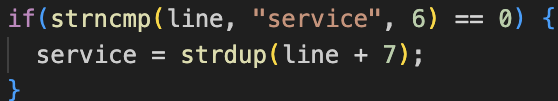 if(strncmp(line, "service", 6) == 0) {
  service = strdup(line + 7);
}